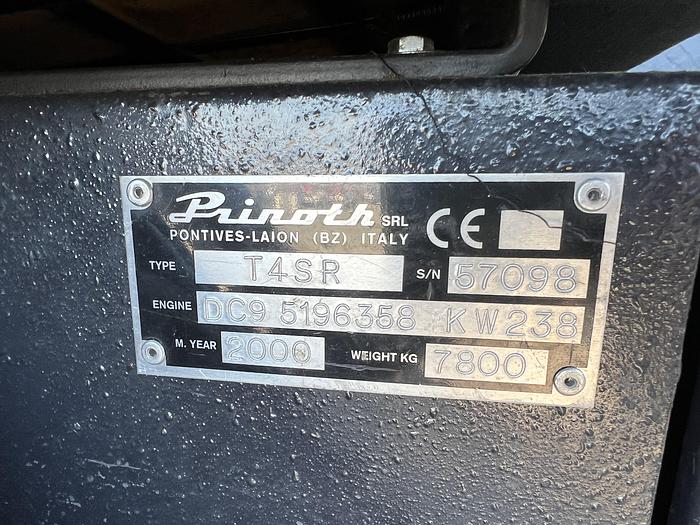 Prinoth SRL CE
PONTIVES-LAION (BZ) ITALY
TYPE T4SR S/N 57098
ENGINE DC9 5196358 KW238
M. YEAR 2000 WEIGHT KG 7800